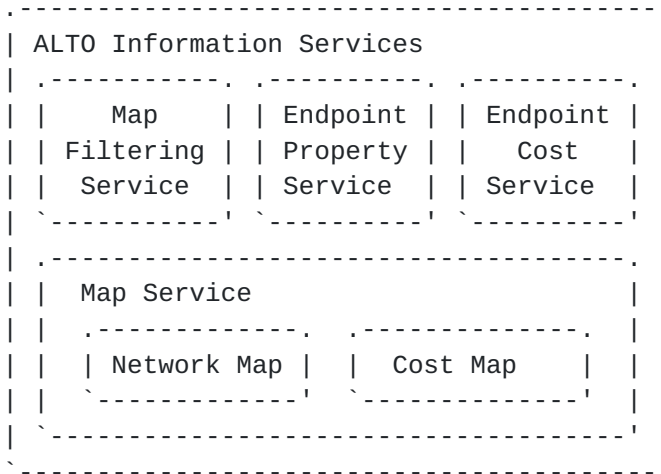 .-----------------------------------------
| ALTO Information Services
| .-----------. .----------. .----------.
| |    Map    | | Endpoint | | Endpoint |
| | Filtering | | Property | |   Cost   |
| |  Service  | | Service  | | Service  |
| `-----------' `----------' `----------'
| .-------------------------------------.
| |  Map Service                        |
| |  .-------------.  .--------------.  |
| |  | Network Map |  |  Cost Map    |  |
| |  `-------------'  `--------------'  |
| `-------------------------------------'
`-----------------------------------------